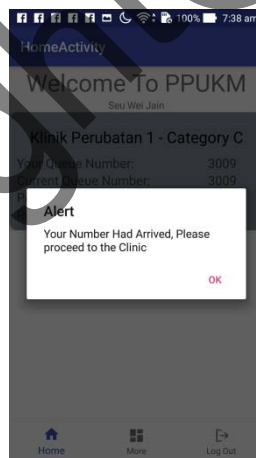 100% 7:38 am
HomeActivity
Welcome To PPUKM
Seu Wei Jain
Klinik Perubatan 1 - Category C
Your Queue Number: 3009
Current Queue Number: 3009
Alert
Your Number Had Arrived, Please
proceed to the Clinic
OK
Home More Log Out